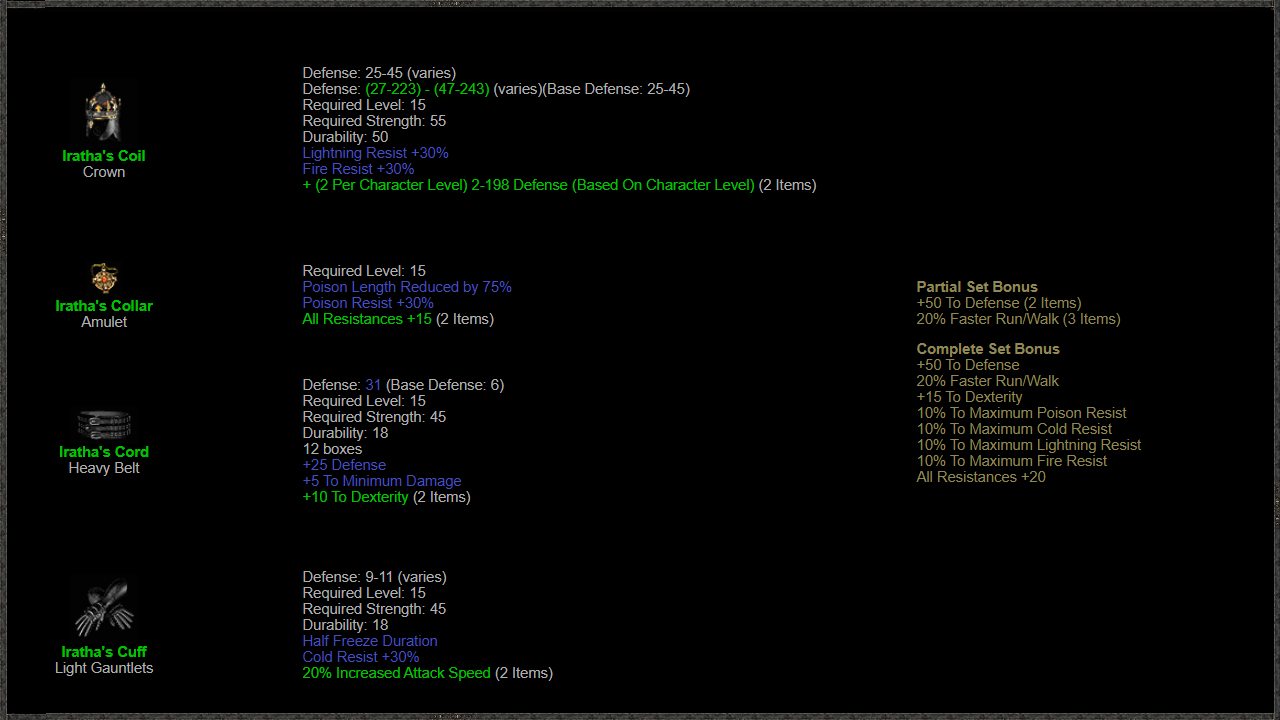 Iratha's Coil
Crown
Defense: 25-45 (varies)
Defense: (27-223) - (47-243) (varies)(Base Defense: 25-45)
Required Level: 15
Required Strength: 55
Durability: 50
Lightning Resist +30%
Fire Resist +30%
+ (2 Per Character Level) 2-198 Defense (Based On Character Level) (2 Items)
Iratha's Collar
Amulet
Required Level: 15
Poison Length Reduced by 75%
Poison Resist +30%
All Resistances +15 (2 Items)
Iratha's Cord
Heavy Belt
Defense: 31 (Base Defense: 6)
Required Level: 15
Required Strength: 45
Durability: 18
12 boxes
+25 Defense
+5 To Minimum Damage
+10 To Dexterity (2 Items)
Iratha's Cuff
Light Gauntlets
Defense: 9-11 (varies)
Required Level: 15
Required Strength: 45
Durability: 18
Half Freeze Duration
Cold Resist +30%
20% Increased Attack Speed (2 Items)
Partial Set Bonus
+50 To Defense (2 Items)
20% Faster Run/Walk (3 Items)
Complete Set Bonus
+50 To Defense
20% Faster Run/Walk
+15 To Dexterity
10% To Maximum Poison Resist
10% To Maximum Cold Resist
10% To Maximum Lightning Resist
10% To Maximum Fire Resist
All Resistances +20